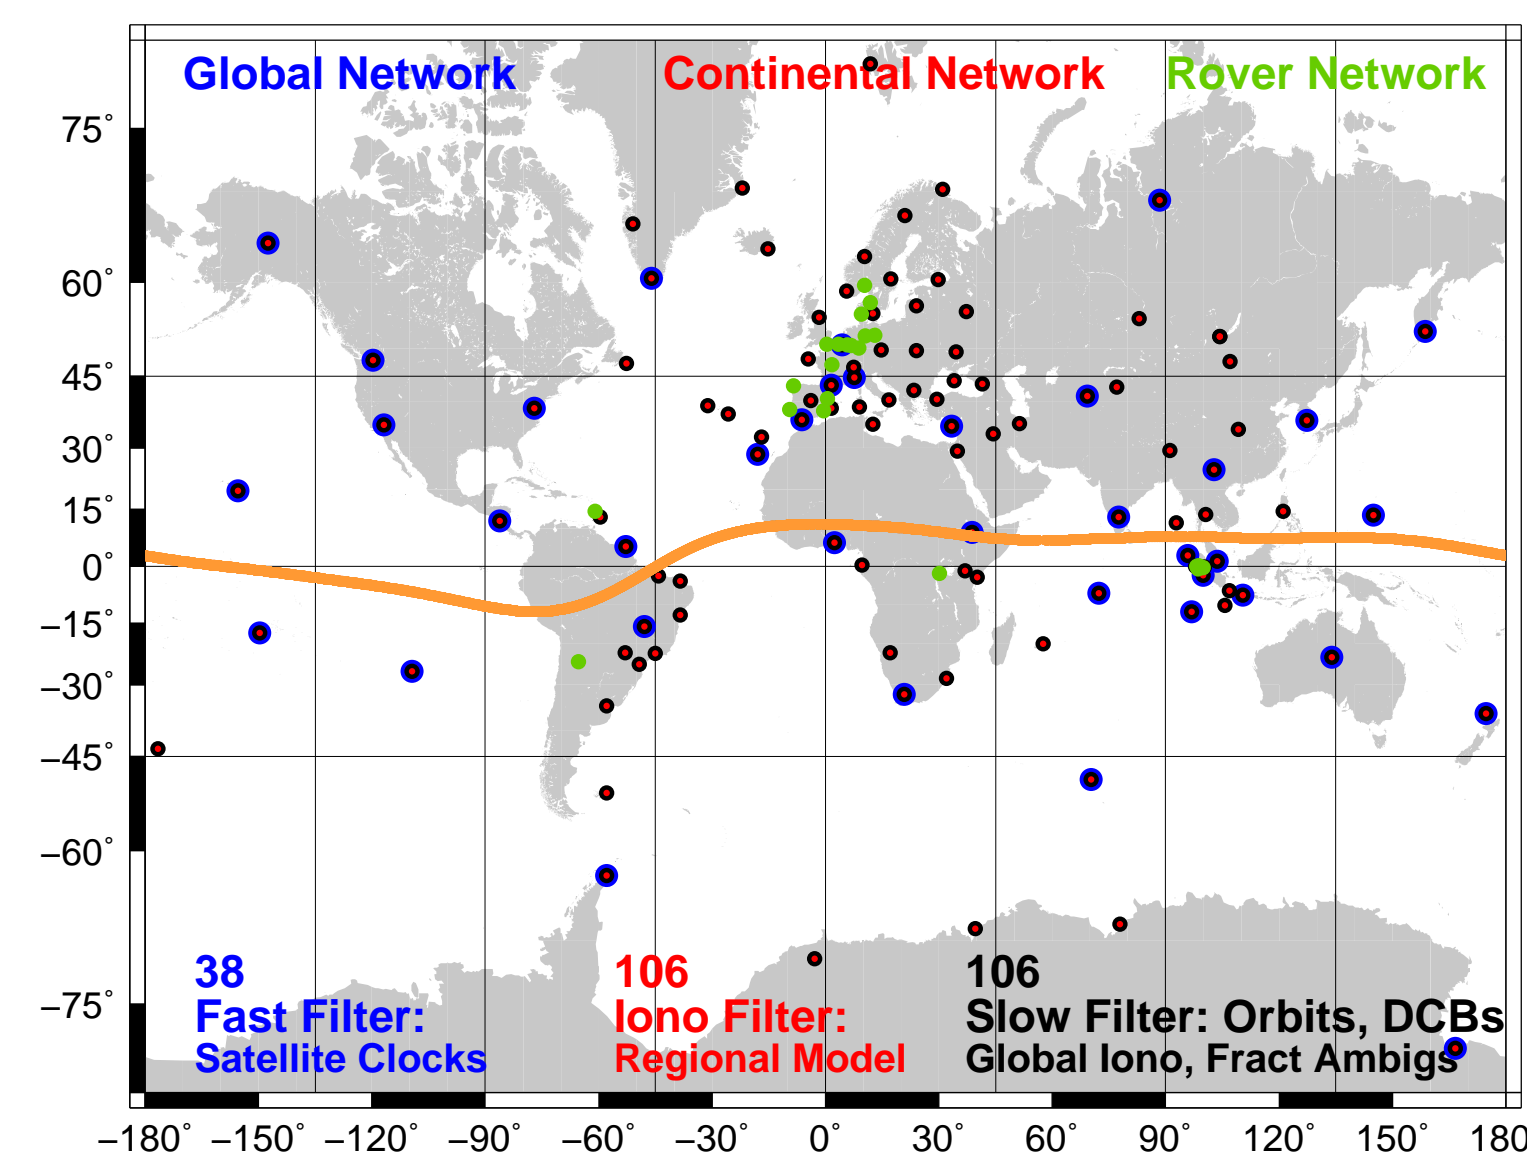 Global Network Continental Network Rover Network
75°
60°
45°
30°
15°
0°
−15°
−30°
−45°
−60°
−75°
38 106 106
Fast Filter: Iono Filter: Slow Filter: Orbits, DCBs
Satellite Clocks Regional Model Global Iono, Fract Ambigs
−180° −150° −120° −90° −60° −30° 0° 30° 60° 90° 120° 150° 180